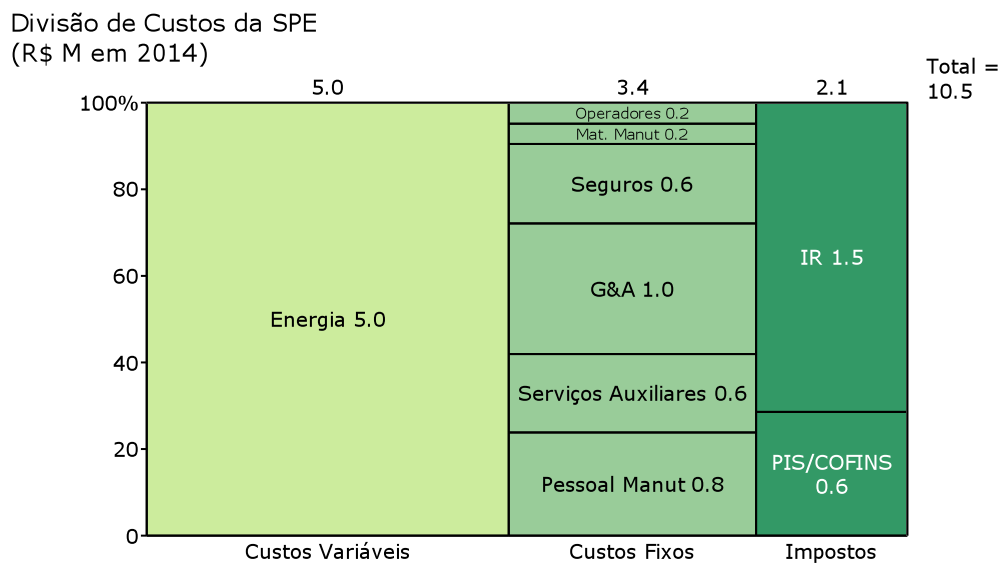 Divisão de Custos da SPE
(R$ M em 2014)
Total =
10.5
5.0
3.4
2.1
100%
80
60
40
20
0
Energia 5.0
Operadores 0.2
Mat. Manut 0.2
Seguros 0.6
G&A 1.0
Serviços Auxiliares 0.6
Pessoal Manut 0.8
IR 1.5
PIS/COFINS
0.6
Custos Variáveis
Custos Fixos
Impostos